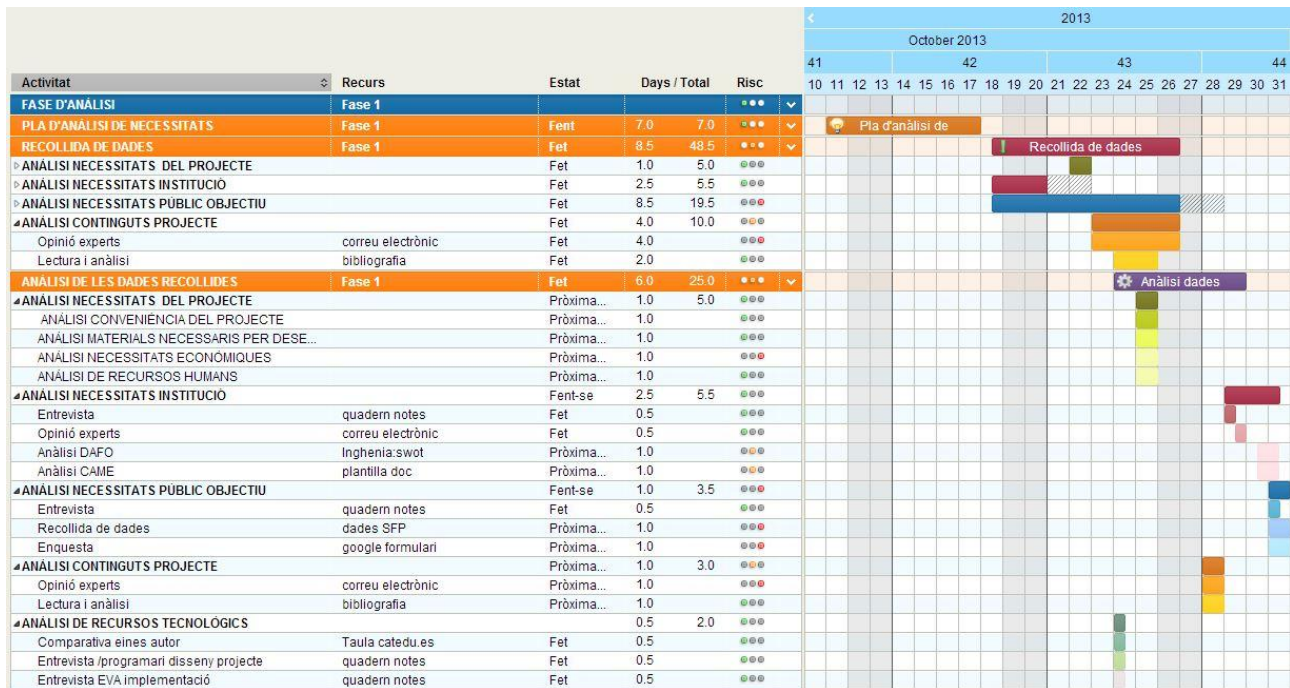 2013
October 2013
41 42 43 44
Activitat Recurs Estat Days / Total Risc 10 11 12 13 14 15 16 17 18 19 20 21 22 23 24 25 26 27 28 29 30 31
FASE D'ANÀLISI Fase 1
PLA D'ANÀLISI DE NECESSITATS Fase 1 Fent 7.0 7.0 Pla d'anàlisi de
RECOLLIDA DE DADES Fase 1 Fet 8.5 48.5 Recollida de dades
ANÀLISI NECESSITATS DEL PROJECTE Fet 1.0 5.0
ANÀLISI NECESSITATS INSTITUCIÓ Fet 2.5 5.5
ANÀLISI NECESSITATS PÚBLIC OBJECTIU Fet 8.5 19.5
ANÀLISI CONTINGUTS PROJECTE Fet 4.0 10.0
Opinió experts correu electrònic Fet 4.0
Lectura i anàlisi bibliografia Fet 2.0
ANÀLISI DE LES DADES RECOLLIDES Fase 1 Fet 6.0 25.0 Anàlisi dades
ANÀLISI NECESSITATS DEL PROJECTE Pròxima... 1.0 5.0
ANÀLISI CONVENIÈNCIA DEL PROJECTE Pròxima... 1.0
ANÀLISI MATERIALS NECESSARIS PER DESE... Pròxima... 1.0
ANÀLISI NECESSITATS ECONÒMIQUES Pròxima... 1.0
ANÀLISI DE RECURSOS HUMANS Pròxima... 1.0
ANÀLISI NECESSITATS INSTITUCIÓ Fent-se 2.5 5.5
Entrevista quadern notes Fet 0.5
Opinió experts correu electrònic Fet 0.5
Anàlisi DAFO Inghenia:swot Pròxima... 1.0
Anàlisi CAME plantilla doc Pròxima... 1.0
ANÀLISI NECESSITATS PÚBLIC OBJECTIU Fent-se 1.0 3.5
Entrevista quadern notes Fet 0.5
Recollida de dades dades SFP Pròxima... 1.0
Enquesta google formulari Pròxima... 1.0
ANÀLISI CONTINGUTS PROJECTE Pròxima... 1.0 3.0
Opinió experts correu electrònic Pròxima... 1.0
Lectura i anàlisi bibliografia Pròxima... 1.0
ANÀLISI DE RECURSOS TECNOLÒGICS 0.5 2.0
Comparativa eines autor Taula catedu.es Fet 0.5
Entrevista /programari disseny projecte quadern notes Fet 0.5
Entrevista EVA implementació quadern notes Fet 0.5